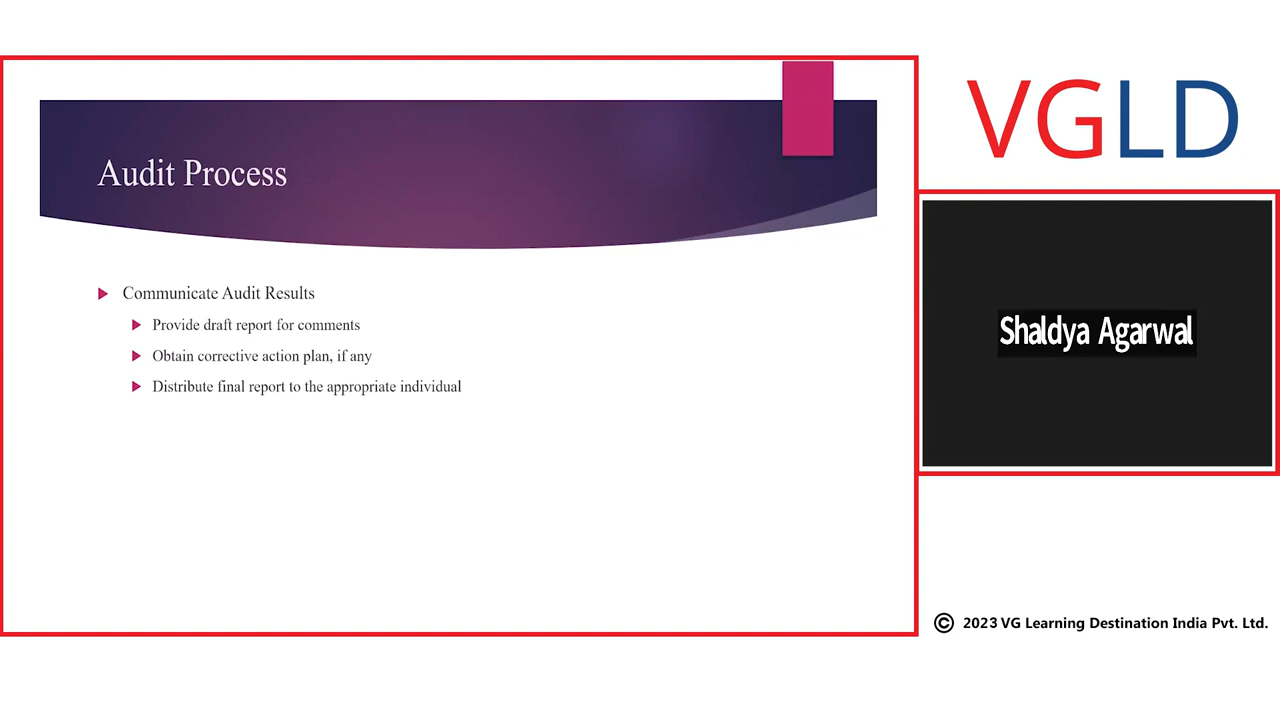 Audit Process
Communicate Audit Results
Provide draft report for comments
Obtain corrective action plan, if any
Distribute final report to the appropriate individual
VGLD
Shaldya Agarwal
© 2023 VG Learning Destination India Pvt. Ltd.